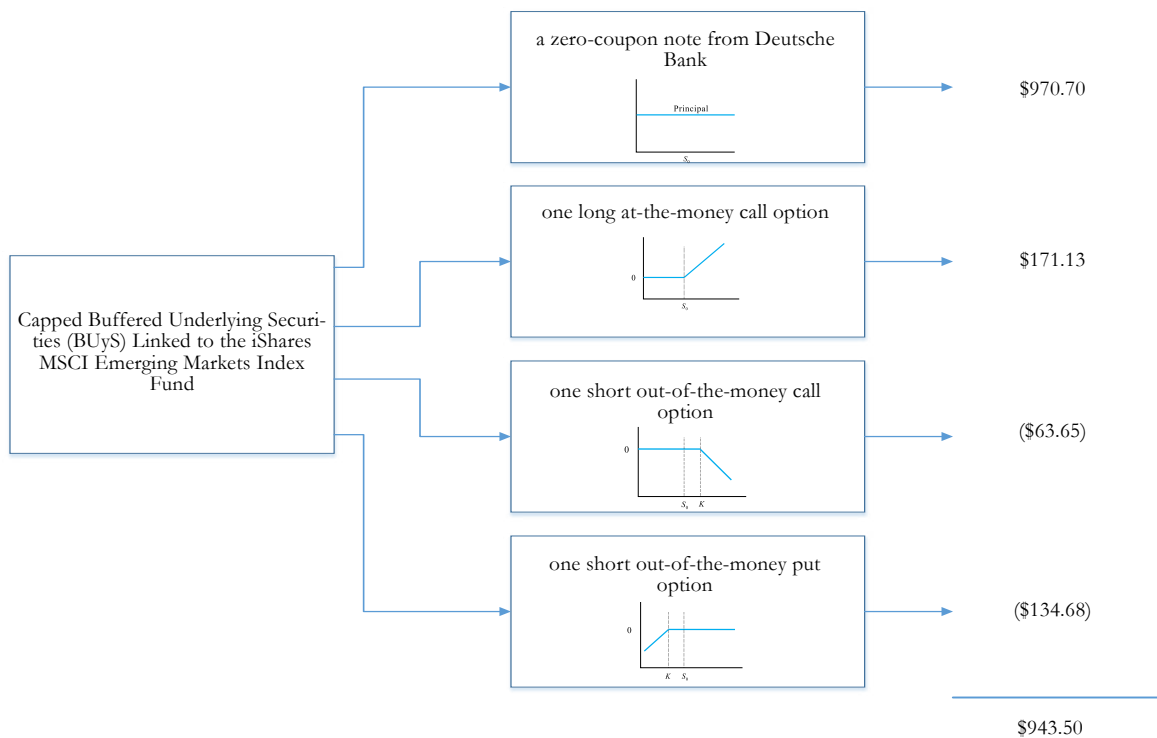 Capped Buffered Underlying Securi-
ties (BUyS) Linked to the iShares
MSCI Emerging Markets Index
Fund
a zero-coupon note from Deutsche
Bank
Principal
S₀
$970.70
one long at-the-money call option
0
S₀
$171.13
one short out-of-the-money call
option
0
S₀ K
($63.65)
one short out-of-the-money put
option
0
K S₀
($134.68)
$943.50